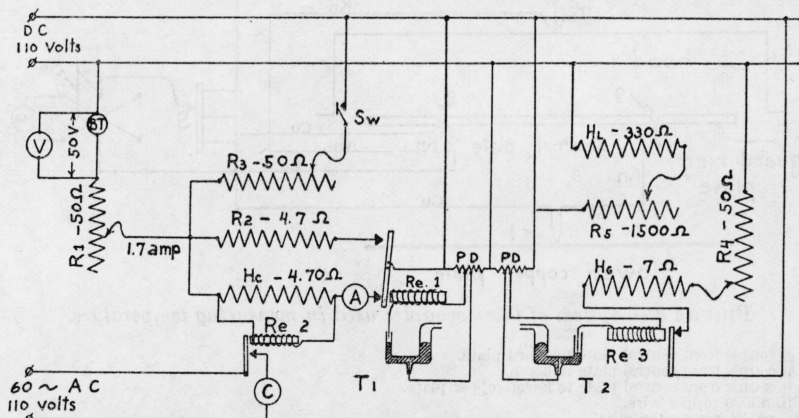 DC
110 Volts
Sw
BT
V
50V
R3 - 50Ω
HL - 330Ω
R1 - 50Ω
R2 - 4.7 Ω
1.7 amp
R5 - 1500Ω
R4 - 50Ω
PD
PD
HC - 4.70Ω
A
Re. 1
HG - 7 Ω
Re 2
Re 3
60 ~ AC
110 volts
C
T1
T2